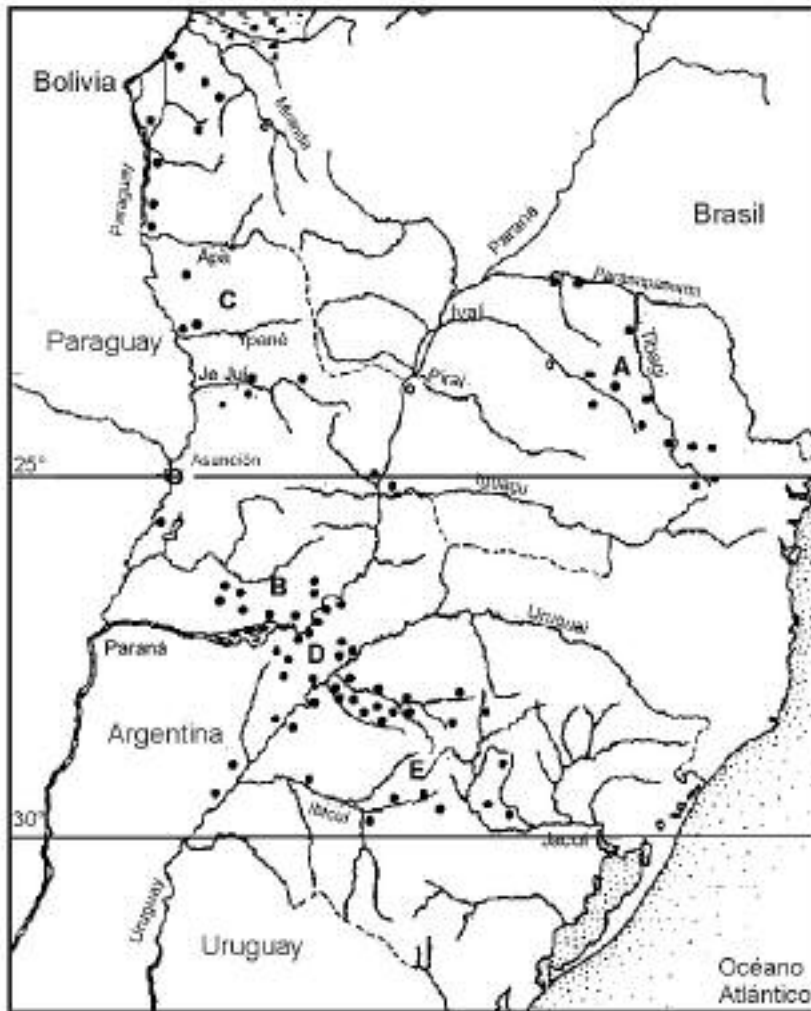 Bolivia
Miranda
Paraguay
Paraná
Brasil
Apa
Paranapanema
C
Ivaí
Tibagi
Paraguay
Ypané
A
Je Jui
Piraí
Asunción
25°
Iguaçu
B
Uruguai
Paraná
D
Argentina
E
Ibicuí
30°
Jacuí
Uruguay
Uruguay
Océano
Atlántico